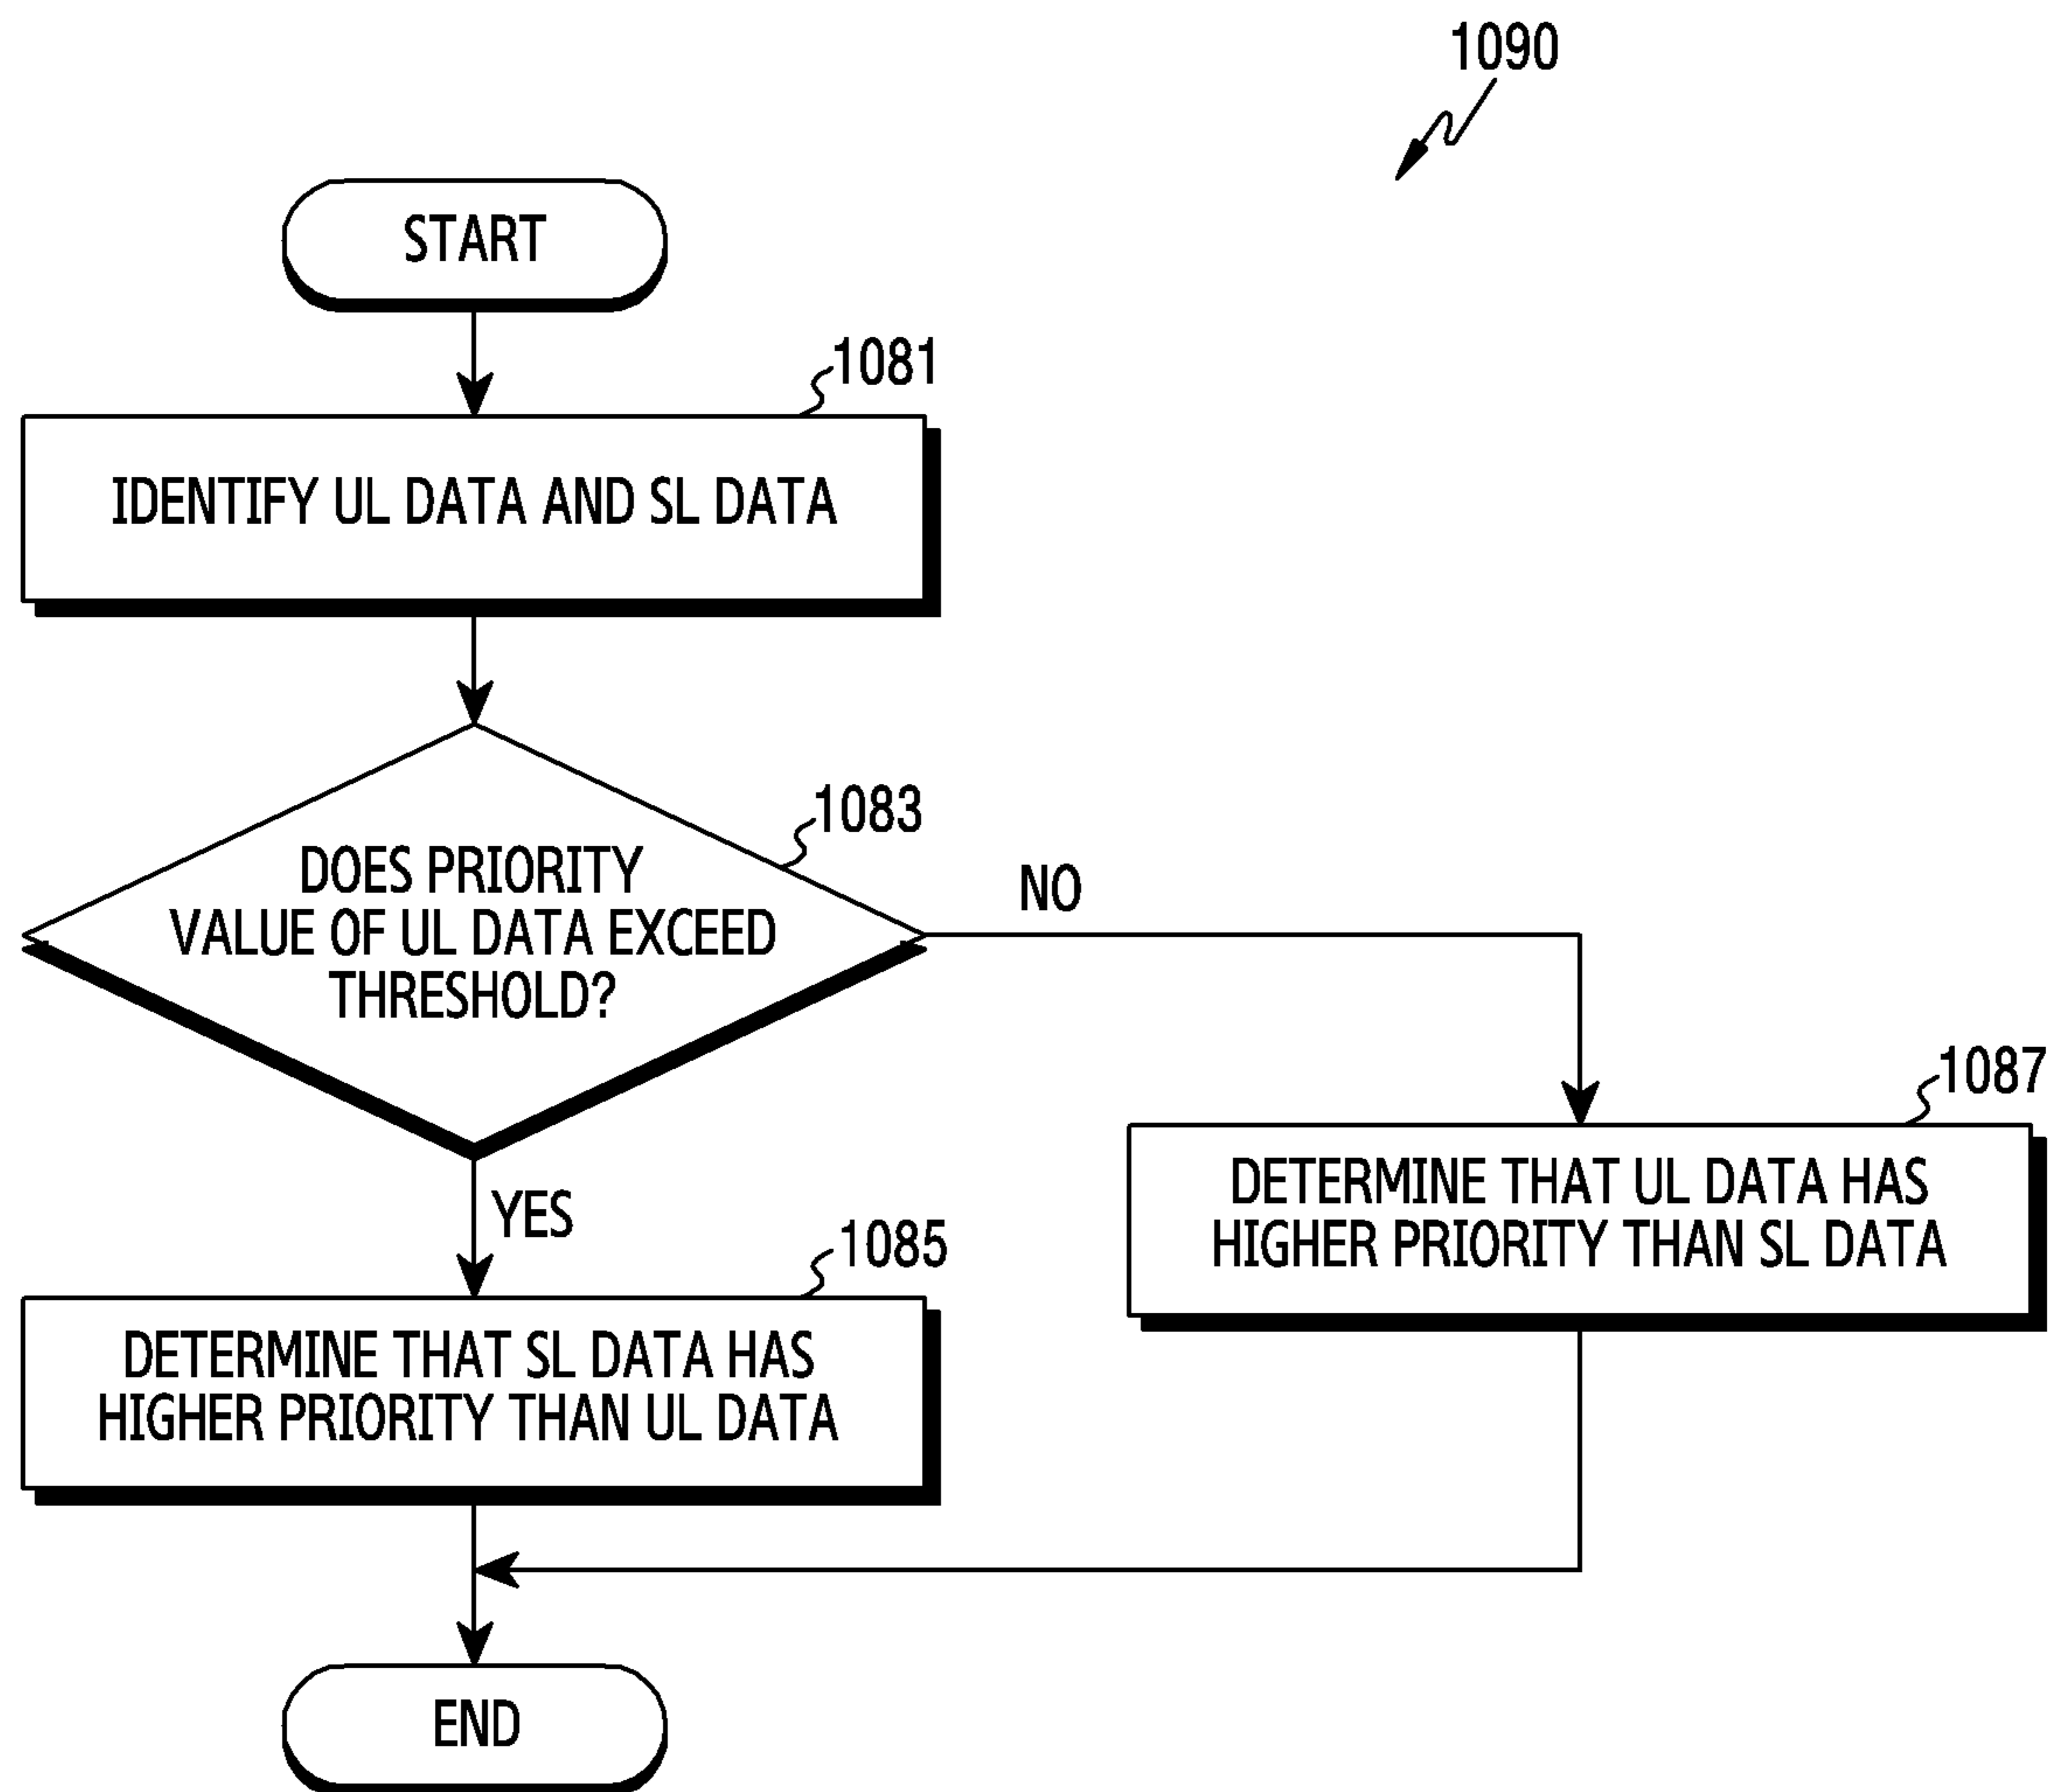 1090
START
1081
IDENTIFY UL DATA AND SL DATA
1083
DOES PRIORITY
VALUE OF UL DATA EXCEED
THRESHOLD?
NO
YES
1087
DETERMINE THAT UL DATA HAS
HIGHER PRIORITY THAN SL DATA
1085
DETERMINE THAT SL DATA HAS
HIGHER PRIORITY THAN UL DATA
END